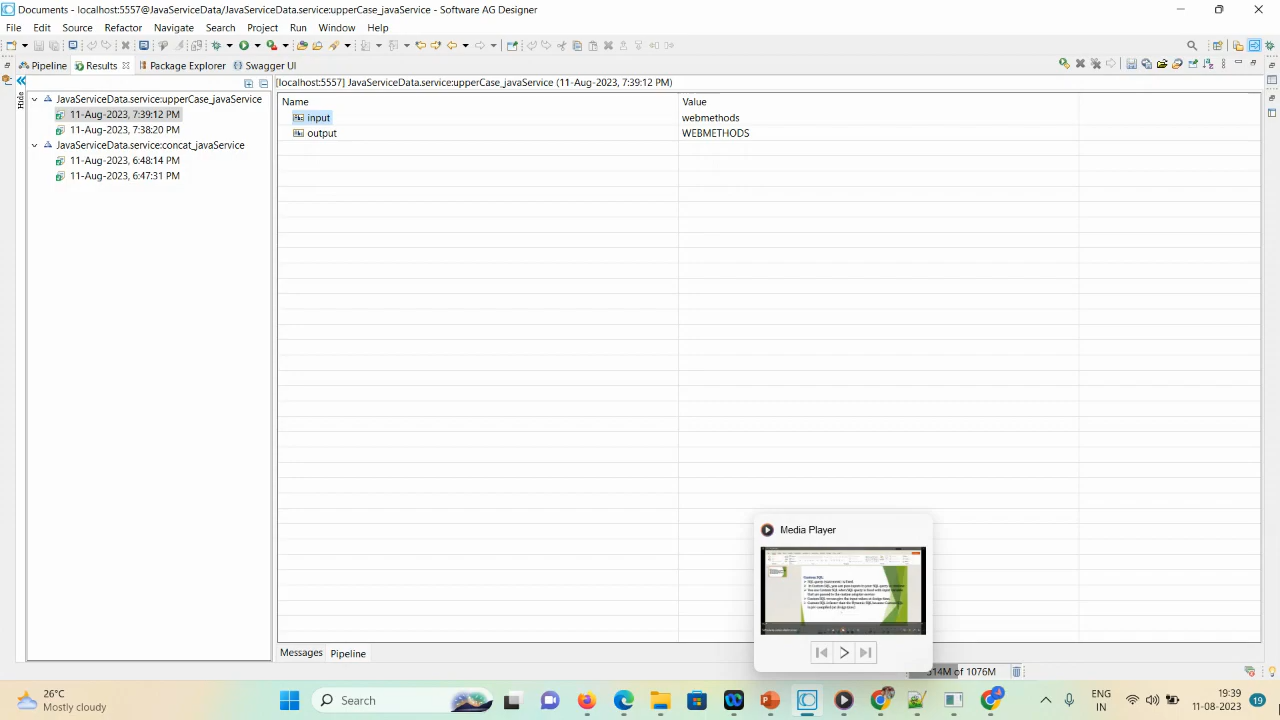 Documents - localhost:5557@JavaServiceData/JavaServiceData.service:upperCase_javaService - Software AG Designer
File Edit Source Refactor Navigate Search Project Run Window Help
Pipeline Results Package Explorer Swagger UI
Hide
JavaServiceData.service:upperCase_javaService
11-Aug-2023, 7:39:12 PM
11-Aug-2023, 7:38:20 PM
JavaServiceData.service:concat_javaService
11-Aug-2023, 6:48:14 PM
11-Aug-2023, 6:47:31 PM
[localhost:5557] JavaServiceData.service:upperCase_javaService (11-Aug-2023, 7:39:12 PM)
Name Value
input webmethods
output WEBMETHODS
Media Player
Messages Pipeline
of 1076M
26°C
Mostly cloudy
Search
ENG
IN
19:39
11-08-2023
19